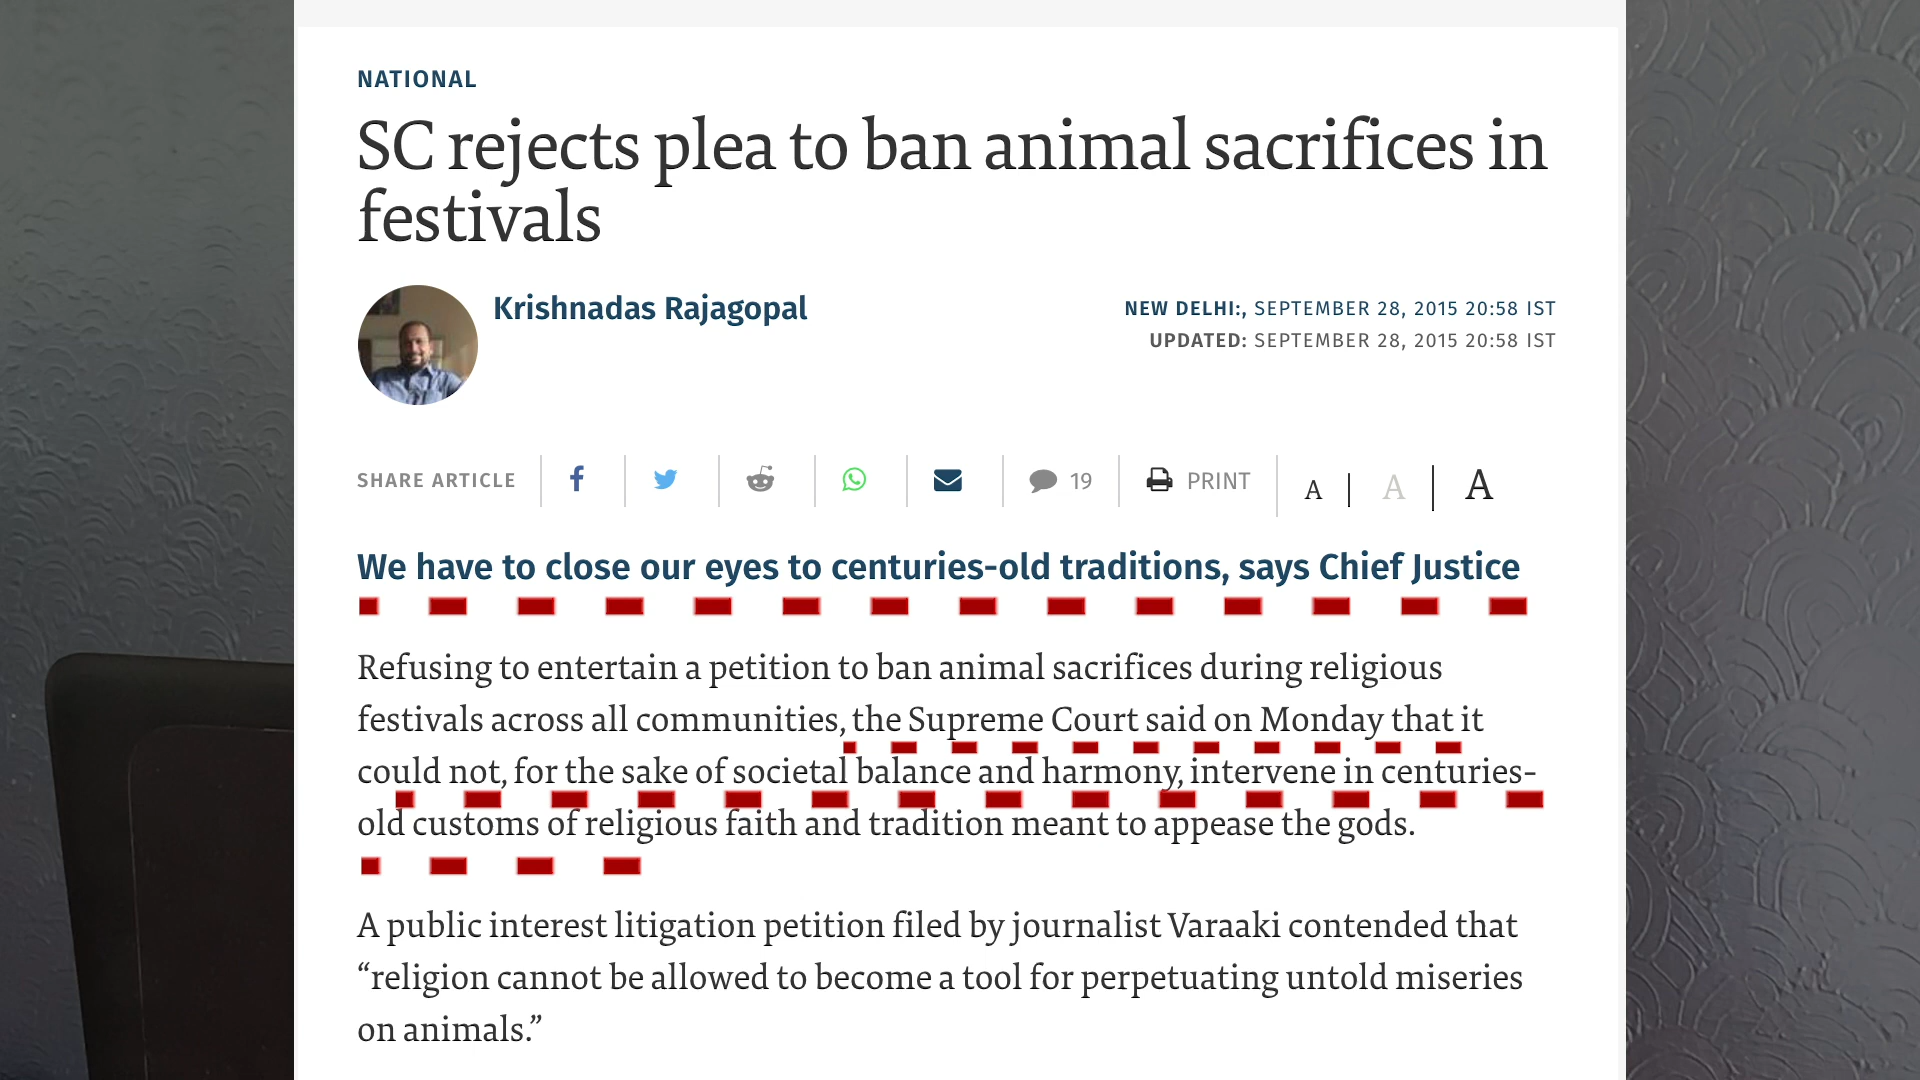 NATIONAL
SC rejects plea to ban animal sacrifices in
festivals
Krishnadas Rajagopal
NEW DELHI:, SEPTEMBER 28, 2015 20:58 IST
UPDATED: SEPTEMBER 28, 2015 20:58 IST
SHARE ARTICLE 19 PRINT A A A
We have to close our eyes to centuries-old traditions, says Chief Justice
Refusing to entertain a petition to ban animal sacrifices during religious
festivals across all communities, the Supreme Court said on Monday that it
could not, for the sake of societal balance and harmony, intervene in centuries-
old customs of religious faith and tradition meant to appease the gods.
A public interest litigation petition filed by journalist Varaaki contended that
“religion cannot be allowed to become a tool for perpetuating untold miseries
on animals.”